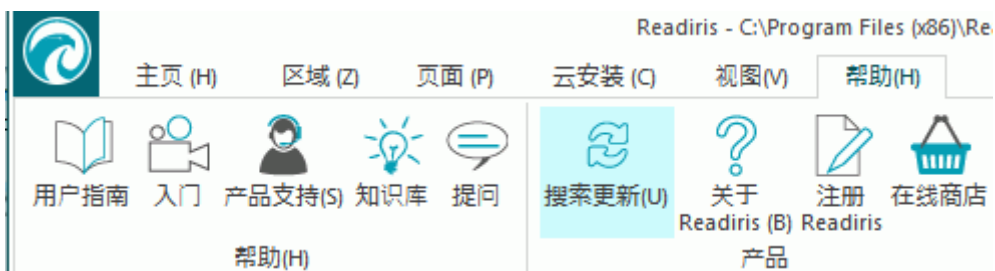 Readiris - C:\Program Files (x86)\Rea
主页 (H) 区域 (Z) 页面 (P) 云安装 (C) 视图(V) 帮助(H)
用户指南 入门 产品支持(S) 知识库 提问 搜索更新(U) 关于 注册 在线商店
Readiris (B) Readiris
帮助(H) 产品